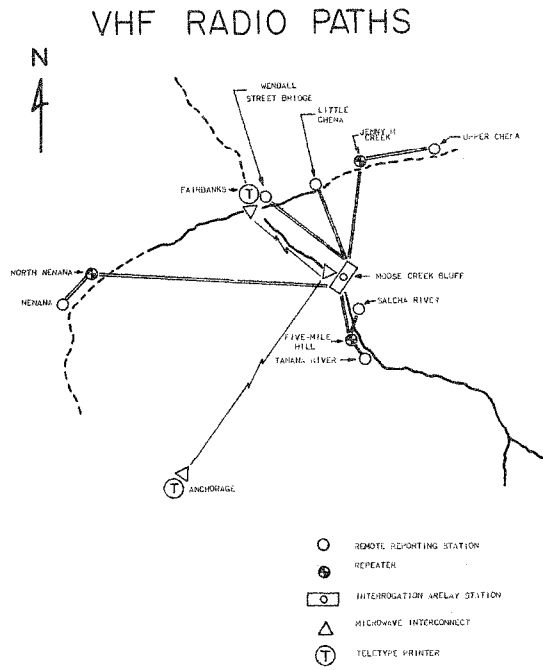 VHF RADIO PATHS
N
WENDALL
STREET BRIDGE
LITTLE
CHENA
JENNY M
CREEK
UPPER CHENA
FAIRBANKS
T
NORTH NENANA
MOOSE CREEK BLUFF
NENANA
SALCHA RIVER
FIVE-MILE
HILL
TANANA RIVER
T
ANCHORAGE
REMOTE REPORTING STATION
REPEATER
INTERROGATION &RELAY STATION
MICROWAVE INTERCONNECT
T
TELETYPE PRINTER